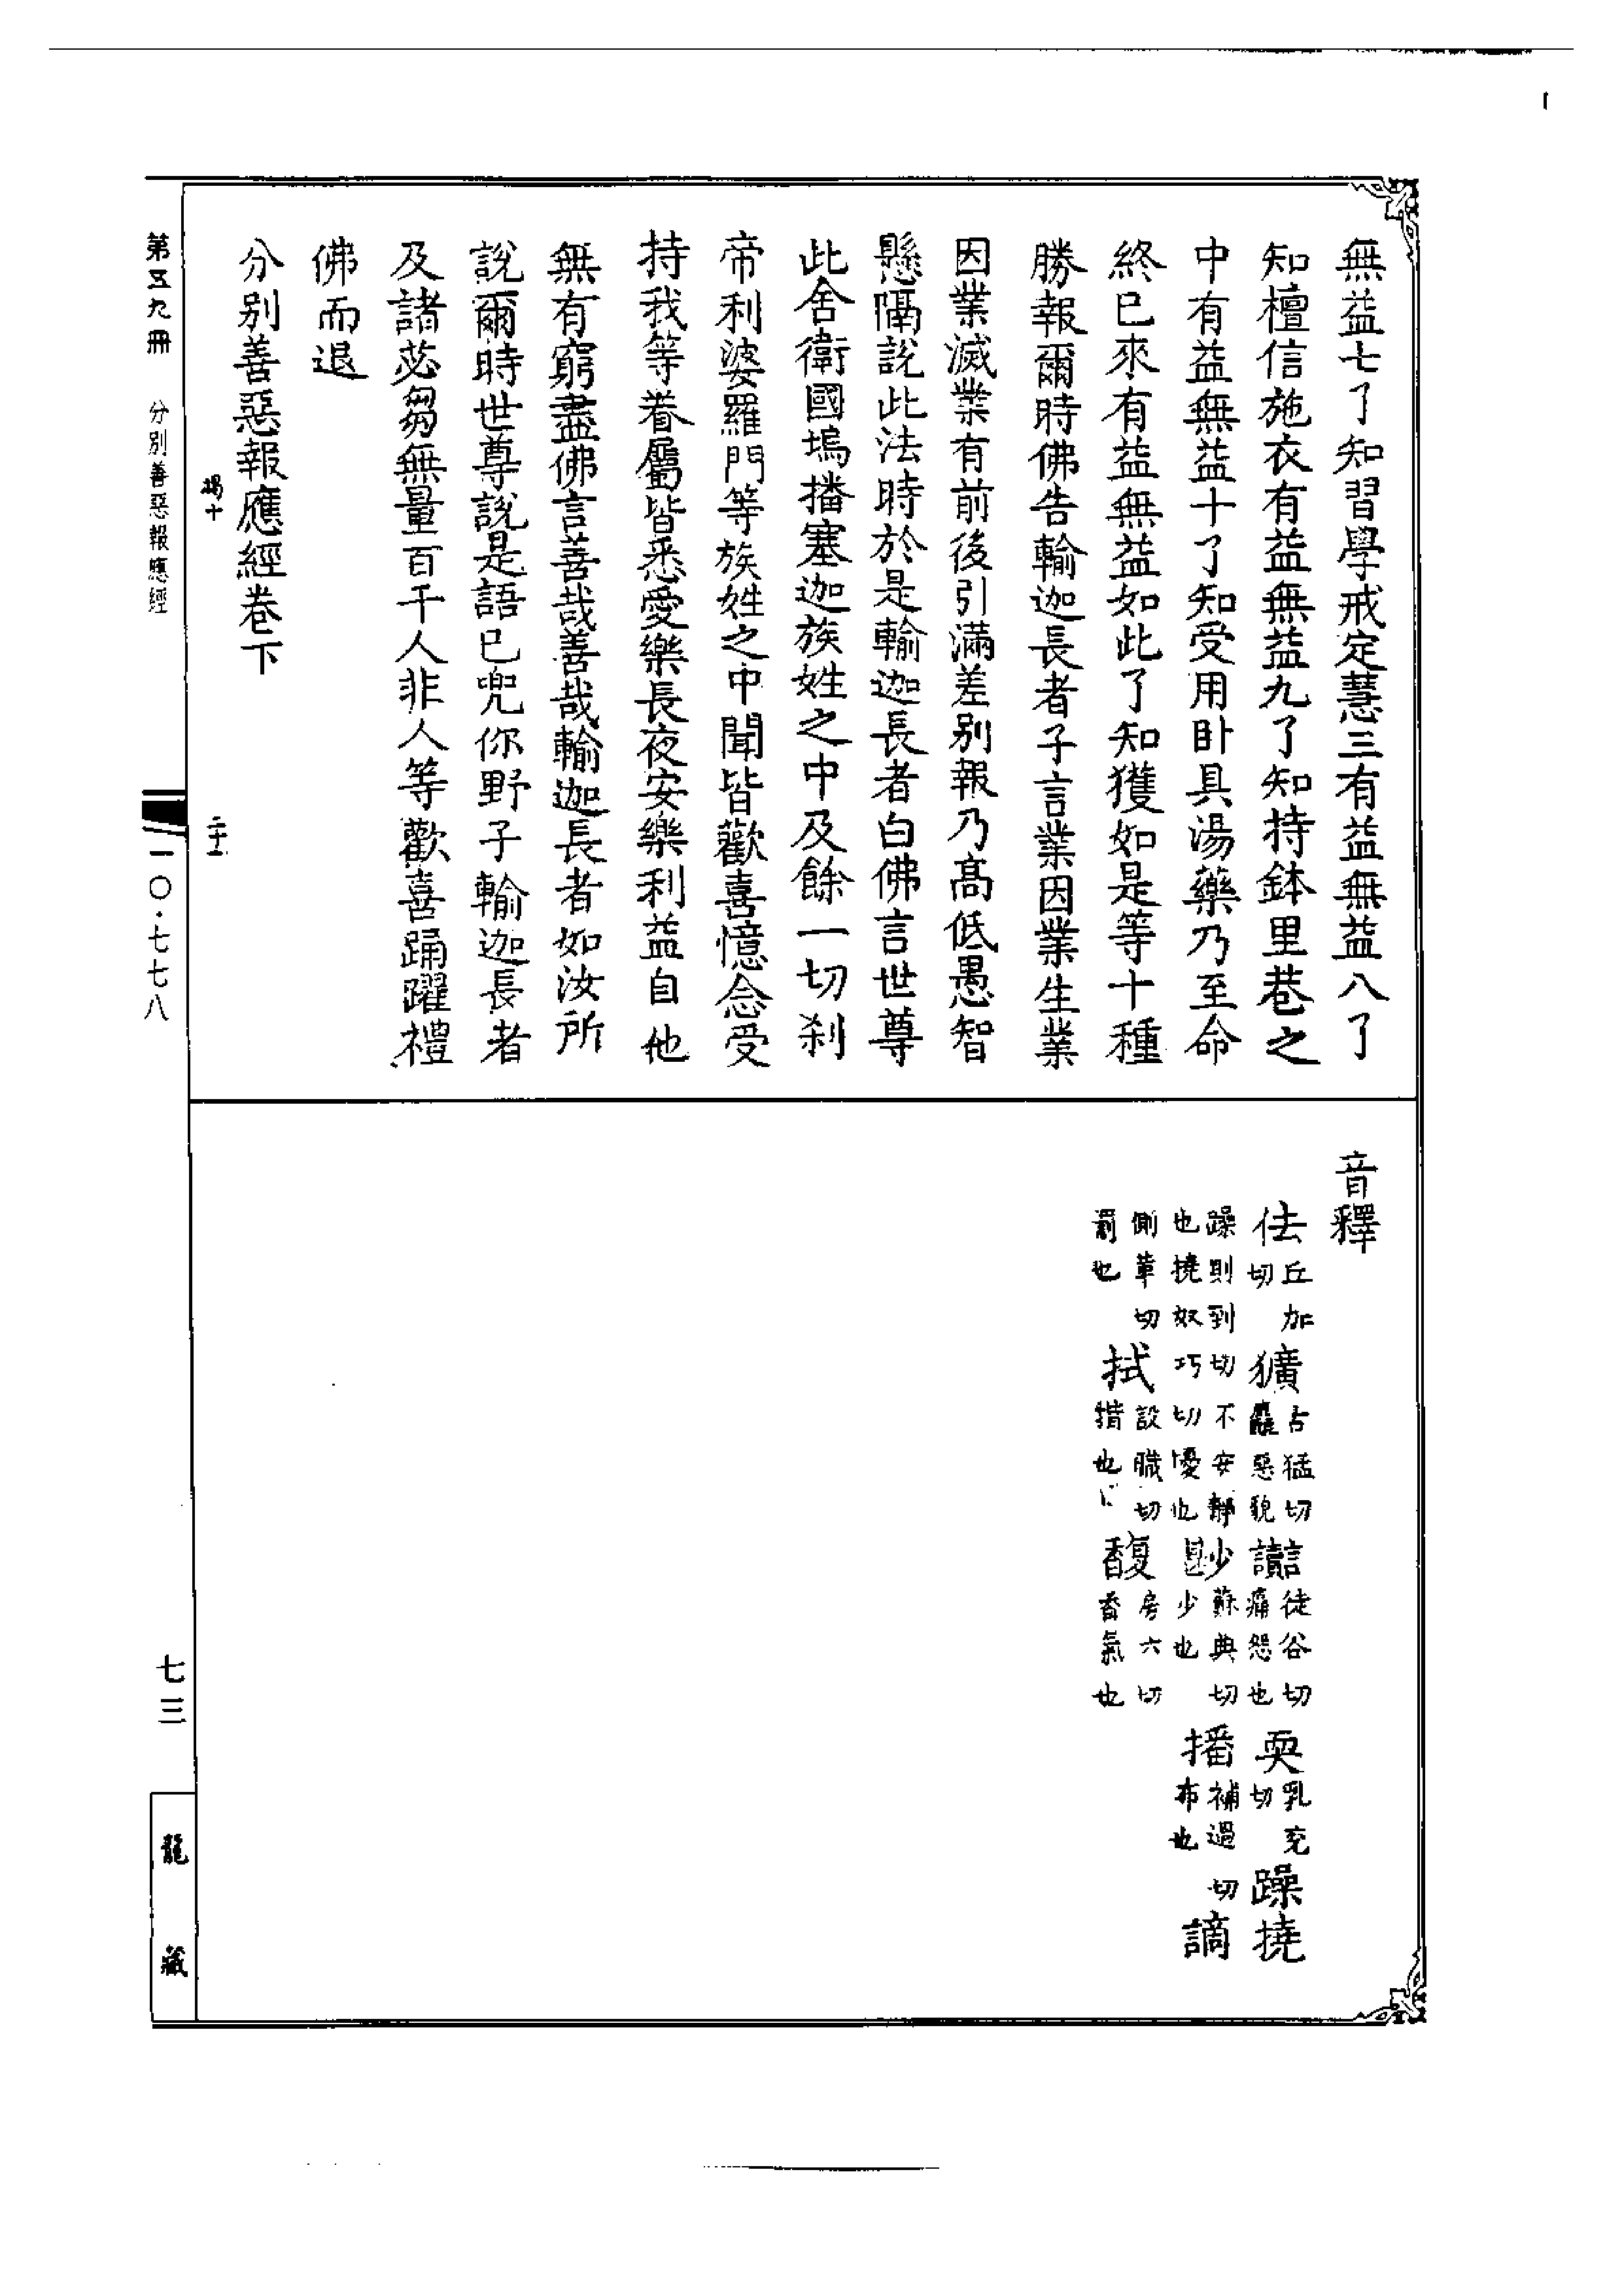 無益七了知習學戒定慧三有益無益八了
知檀信施衣有益無益九了知持鉢里巷之
中有益無益十了知受用卧具湯藥乃至命
終已來有益無益如此了知獲如是等十種
勝報爾時佛告輸迦長者子言業因業生業
因業滅業有前後引滿差別報乃高低愚智
懸隔說此法時於是輸迦長者白佛言世尊
此舍衛國塢播塞迦族姓之中及餘一切刹
帝利婆羅門等族姓之中聞皆歡喜憶念受
持我等眷屬皆悉愛樂長夜安樂利益自他
無有窮盡佛言善哉善哉輸迦長者如汝所
說爾時世尊說是語已兜你野子輸迦長者
及諸苾芻無量百千人非人等歡喜踊躍禮
佛而退
分別善惡報應經卷下
音釋
佉丘加切 獷古猛切麤惡貌 讟徒谷切痛怨也 耎乳兖切 躁撓
躁則到切不安靜也撓奴巧切擾也 尠蘇典切少也 播補過切布也 謫
側革切罰也 拭設職切揩也 馥房六切香氣也
第五九冊 分別善惡報應經 一〇·七七八 七三 龍藏
竭十 二十一